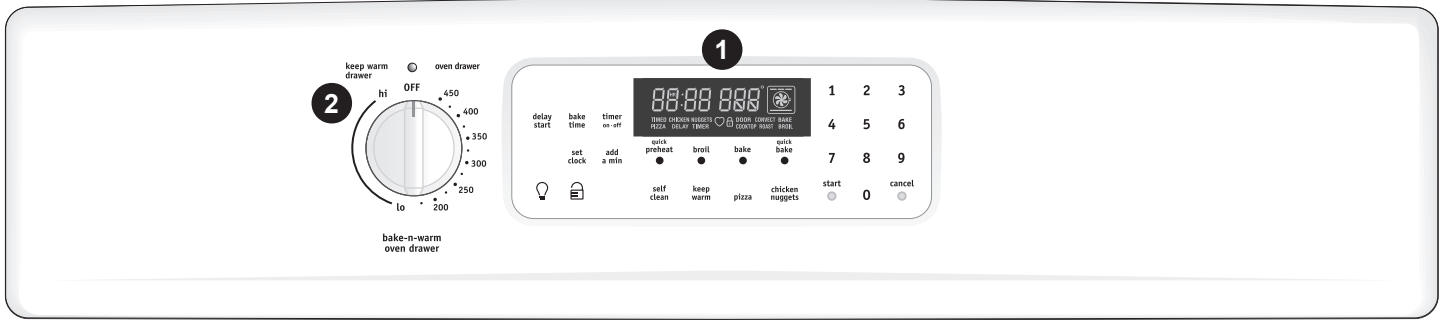 1
2
keep warm
drawer
oven drawer
OFF
hi
450
400
350
300
250
200
lo
bake-n-warm
oven drawer
delay
start
bake
time
timer
on·off
set
clock
add
a min
88:88 888°
TIMED CHICKEN NUGGETS DOOR CONVECT BAKE
PIZZA DELAY TIMER COOKTOP ROAST BROIL
quick
preheat
broil
bake
quick
bake
self
clean
keep
warm
pizza
chicken
nuggets
1 2 3
4 5 6
7 8 9
start
0
cancel